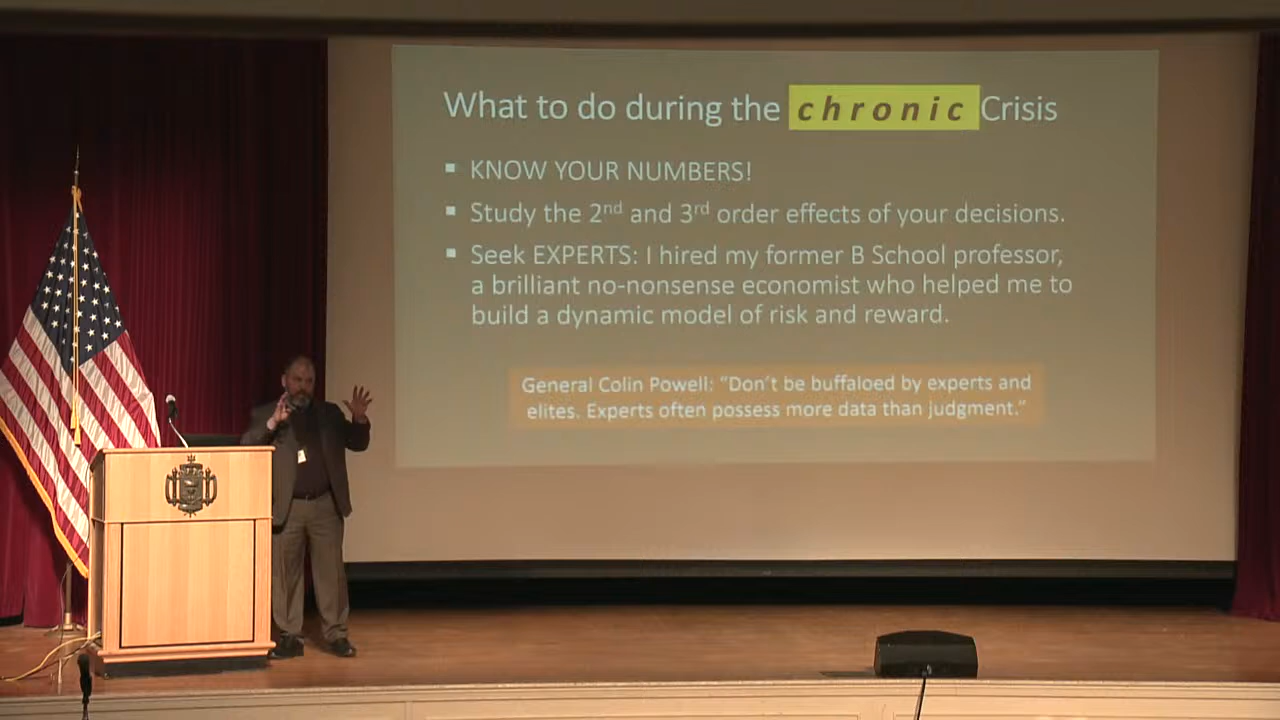 What to do during the chronic Crisis
▪ KNOW YOUR NUMBERS!
▪ Study the 2nd and 3rd order effects of your decisions.
▪ Seek EXPERTS: I hired my former B School professor,
a brilliant no-nonsense economist who helped me to
build a dynamic model of risk and reward.
General Colin Powell: “Don’t be buffaloed by experts and
elites. Experts often possess more data than judgment.”